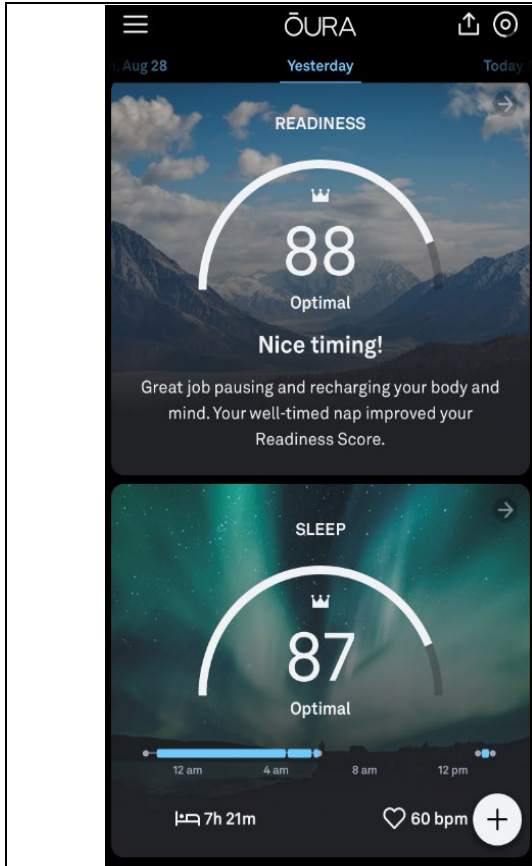 ŌURA
, Aug 28 Yesterday Today
READINESS
88
Optimal
Nice timing!
Great job pausing and recharging your body and
mind. Your well-timed nap improved your
Readiness Score.
SLEEP
87
Optimal
12 am 4 am 8 am 12 pm
7h 21m 60 bpm